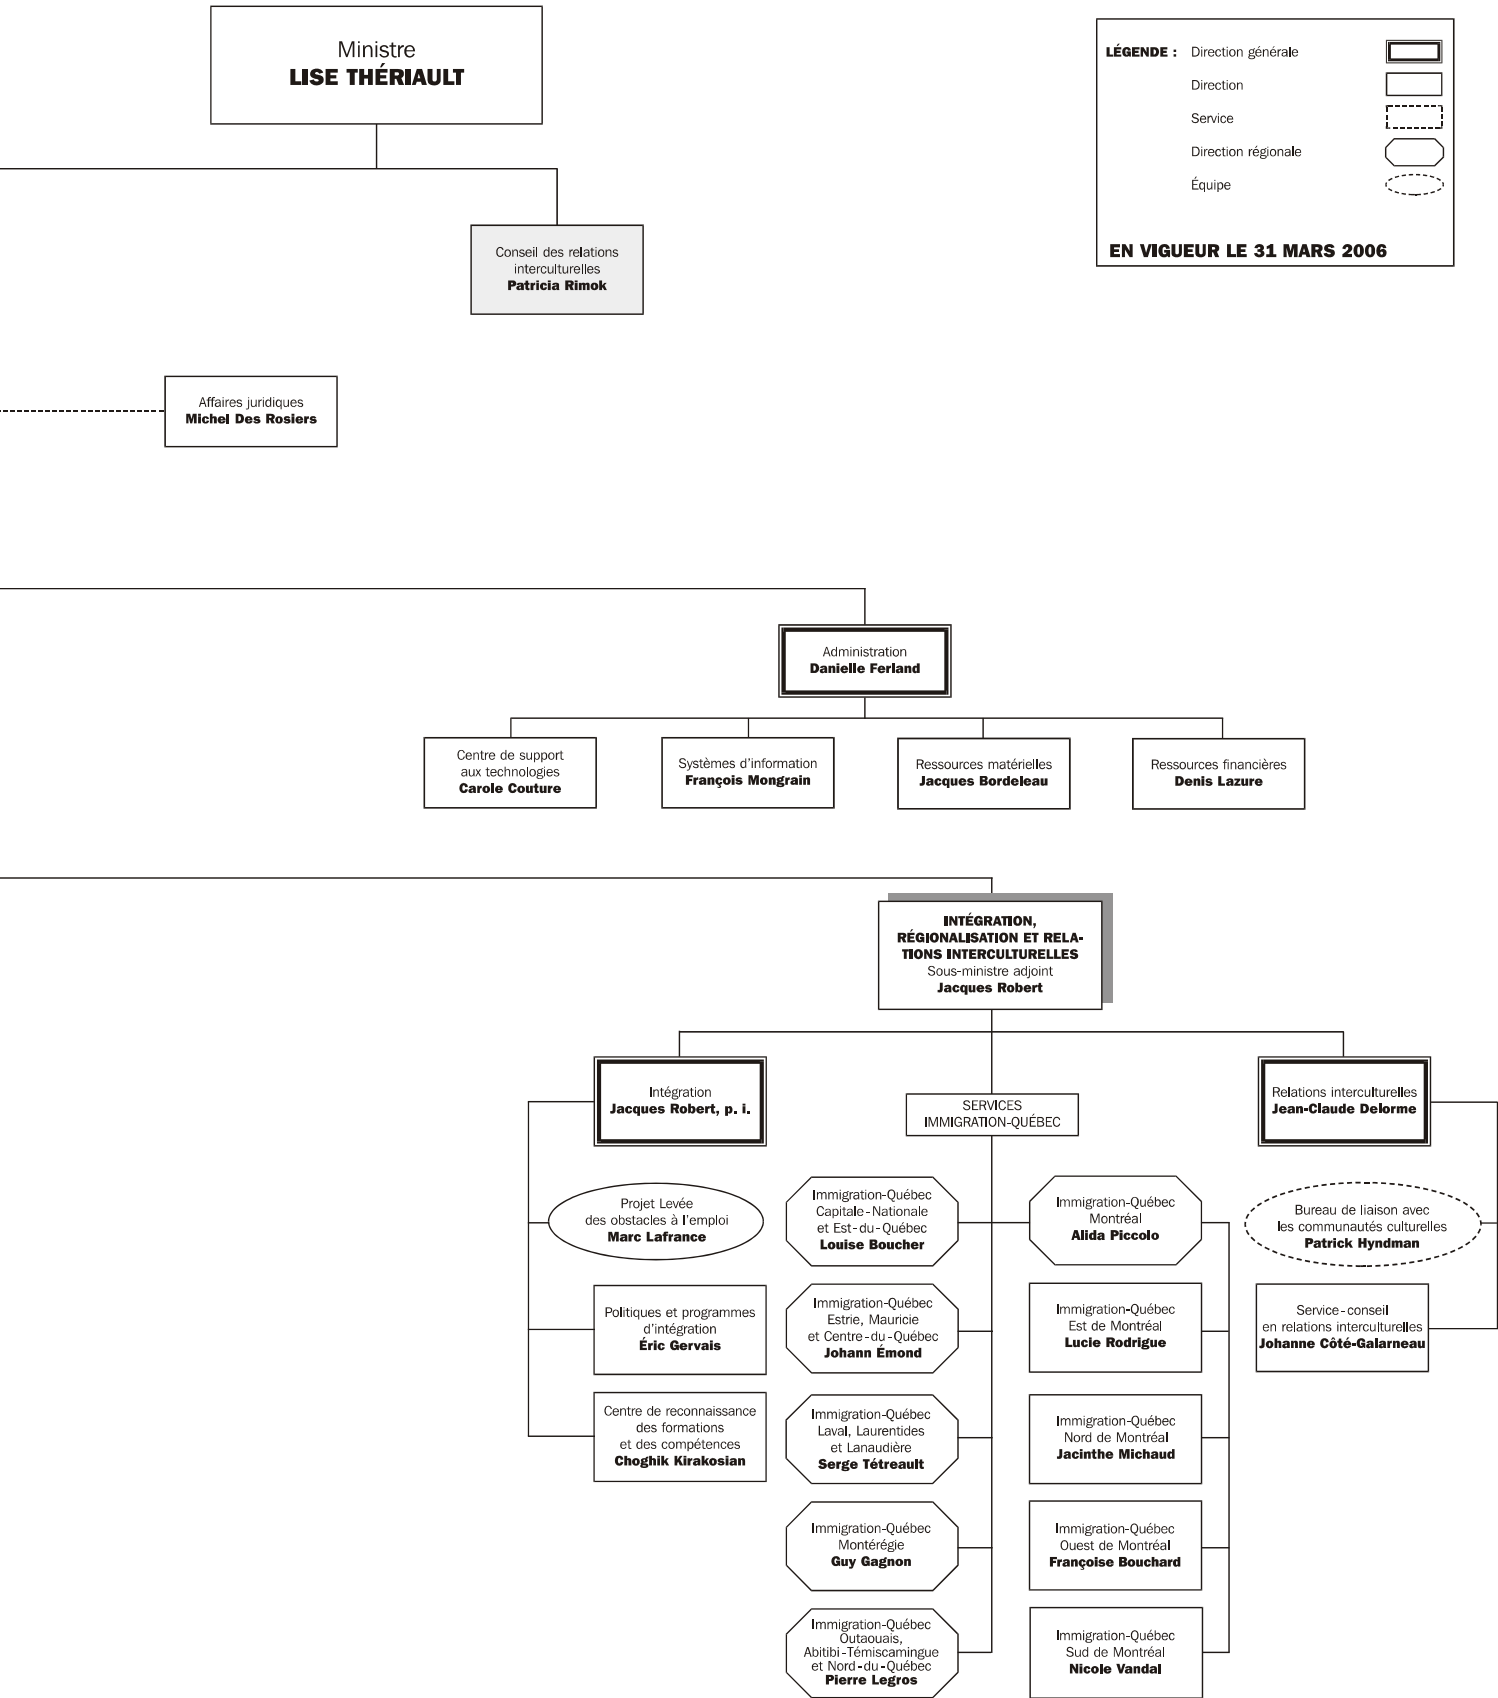 Ministre
LISE THÉRIAULT
LÉGENDE :
Direction générale
Direction
Service
Direction régionale
Équipe
EN VIGUEUR LE 31 MARS 2006
Conseil des relations
interculturelles
Patricia Rimok
Affaires juridiques
Michel Des Rosiers
Administration
Danielle Ferland
Centre de support
aux technologies
Carole Couture
Systèmes d'information
François Mongrain
Ressources matérielles
Jacques Bordeleau
Ressources financières
Denis Lazure
INTÉGRATION,
RÉGIONALISATION ET RELA-
TIONS INTERCULTURELLES
Sous-ministre adjoint
Jacques Robert
Intégration
Jacques Robert, p. i.
SERVICES
IMMIGRATION-QUÉBEC
Relations interculturelles
Jean-Claude Delorme
Projet Levée
des obstacles à l'emploi
Marc Lafrance
Immigration-Québec
Capitale-Nationale
et Est-du-Québec
Louise Boucher
Immigration-Québec
Montréal
Alida Piccolo
Bureau de liaison avec
les communautés culturelles
Patrick Hyndman
Politiques et programmes
d'intégration
Éric Gervais
Immigration-Québec
Estrie, Mauricie
et Centre-du-Québec
Johann Émond
Immigration-Québec
Est de Montréal
Lucie Rodrigue
Service-conseil
en relations interculturelles
Johanne Côté-Galarneau
Centre de reconnaissance
des formations
et des compétences
Choghik Kirakosian
Immigration-Québec
Laval, Laurentides
et Lanaudière
Serge Tétreault
Immigration-Québec
Nord de Montréal
Jacinthe Michaud
Immigration-Québec
Montérégie
Guy Gagnon
Immigration-Québec
Ouest de Montréal
Françoise Bouchard
Immigration-Québec
Outaouais,
Abitibi-Témiscamingue
et Nord-du-Québec
Pierre Legros
Immigration-Québec
Sud de Montréal
Nicole Vandal